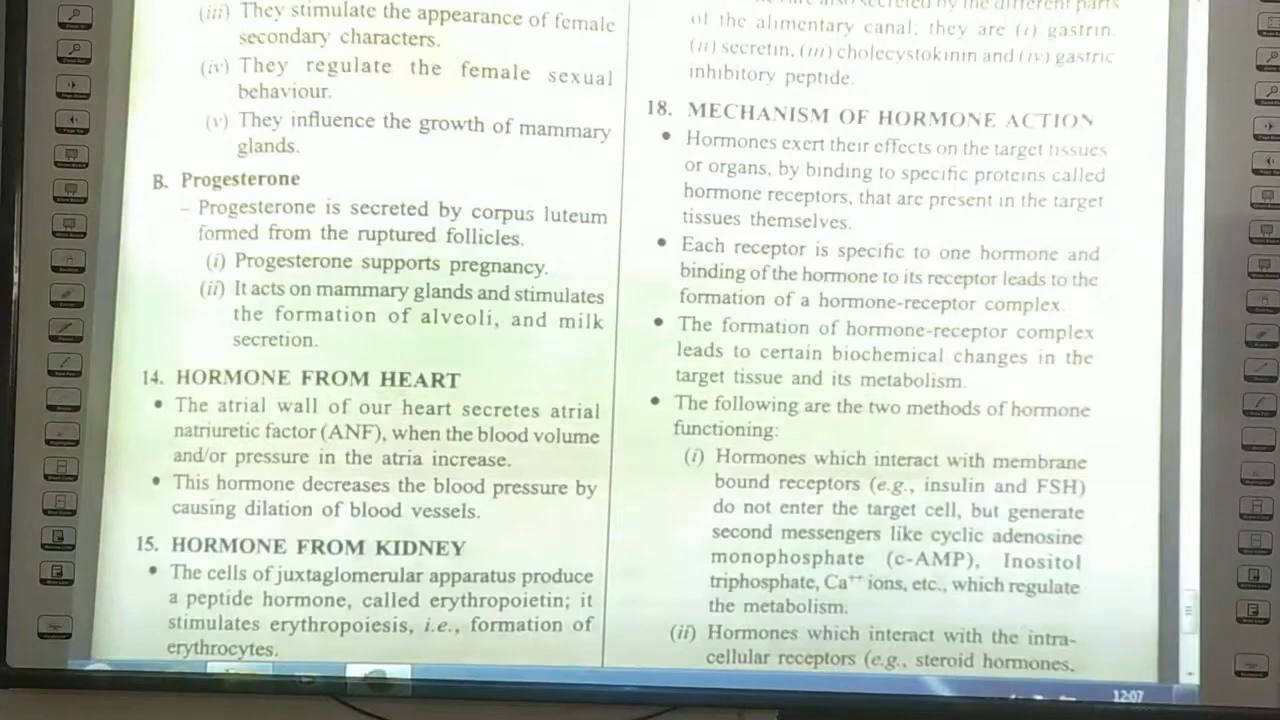 (iii) They stimulate the appearance of female
secondary characters.
(iv) They regulate the female sexual
behaviour.
(v) They influence the growth of mammary
glands.
B. Progesterone
– Progesterone is secreted by corpus luteum
formed from the ruptured follicles.
(i) Progesterone supports pregnancy.
(ii) It acts on mammary glands and stimulates
the formation of alveoli, and milk
secretion.
14. HORMONE FROM HEART
• The atrial wall of our heart secretes atrial
natriuretic factor (ANF), when the blood volume
and/or pressure in the atria increase.
• This hormone decreases the blood pressure by
causing dilation of blood vessels.
15. HORMONE FROM KIDNEY
• The cells of juxtaglomerular apparatus produce
a peptide hormone, called erythropoietin; it
stimulates erythropoiesis, i.e., formation of
erythrocytes.
secreted by the different parts
of the alimentary canal; they are (i) gastrin.
(ii) secretin, (iii) cholecystokinin and (iv) gastric
inhibitory peptide.
18. MECHANISM OF HORMONE ACTION
• Hormones exert their effects on the target tissues
or organs, by binding to specific proteins called
hormone receptors, that are present in the target
tissues themselves.
• Each receptor is specific to one hormone and
binding of the hormone to its receptor leads to the
formation of a hormone-receptor complex.
• The formation of hormone-receptor complex
leads to certain biochemical changes in the
target tissue and its metabolism.
• The following are the two methods of hormone
functioning:
(i) Hormones which interact with membrane
bound receptors (e.g., insulin and FSH)
do not enter the target cell, but generate
second messengers like cyclic adenosine
monophosphate (c-AMP), Inositol
triphosphate, Ca⁺⁺ ions, etc., which regulate
the metabolism.
(ii) Hormones which interact with the intra-
cellular receptors (e.g., steroid hormones,
12:07